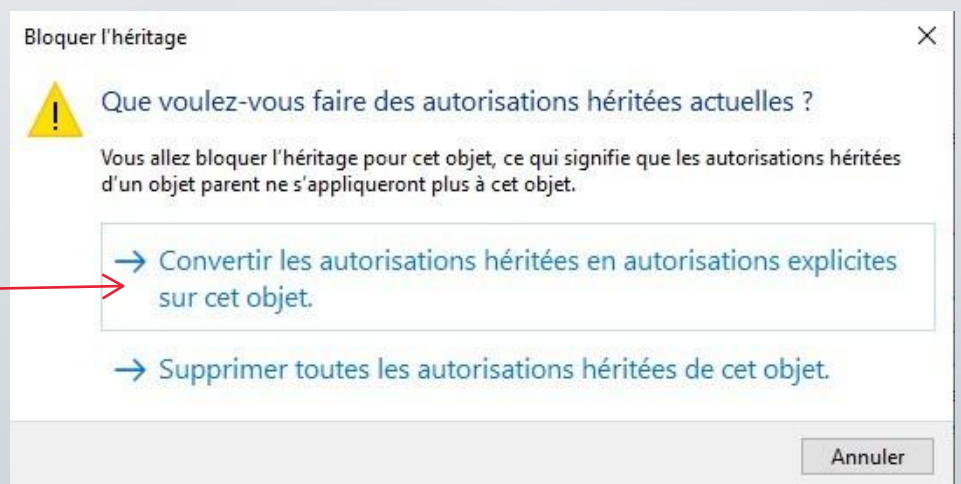 Bloquer l'héritage
Que voulez-vous faire des autorisations héritées actuelles ?
Vous allez bloquer l'héritage pour cet objet, ce qui signifie que les autorisations héritées
d'un objet parent ne s'appliqueront plus à cet objet.
Convertir les autorisations héritées en autorisations explicites
sur cet objet.
Supprimer toutes les autorisations héritées de cet objet.
Annuler